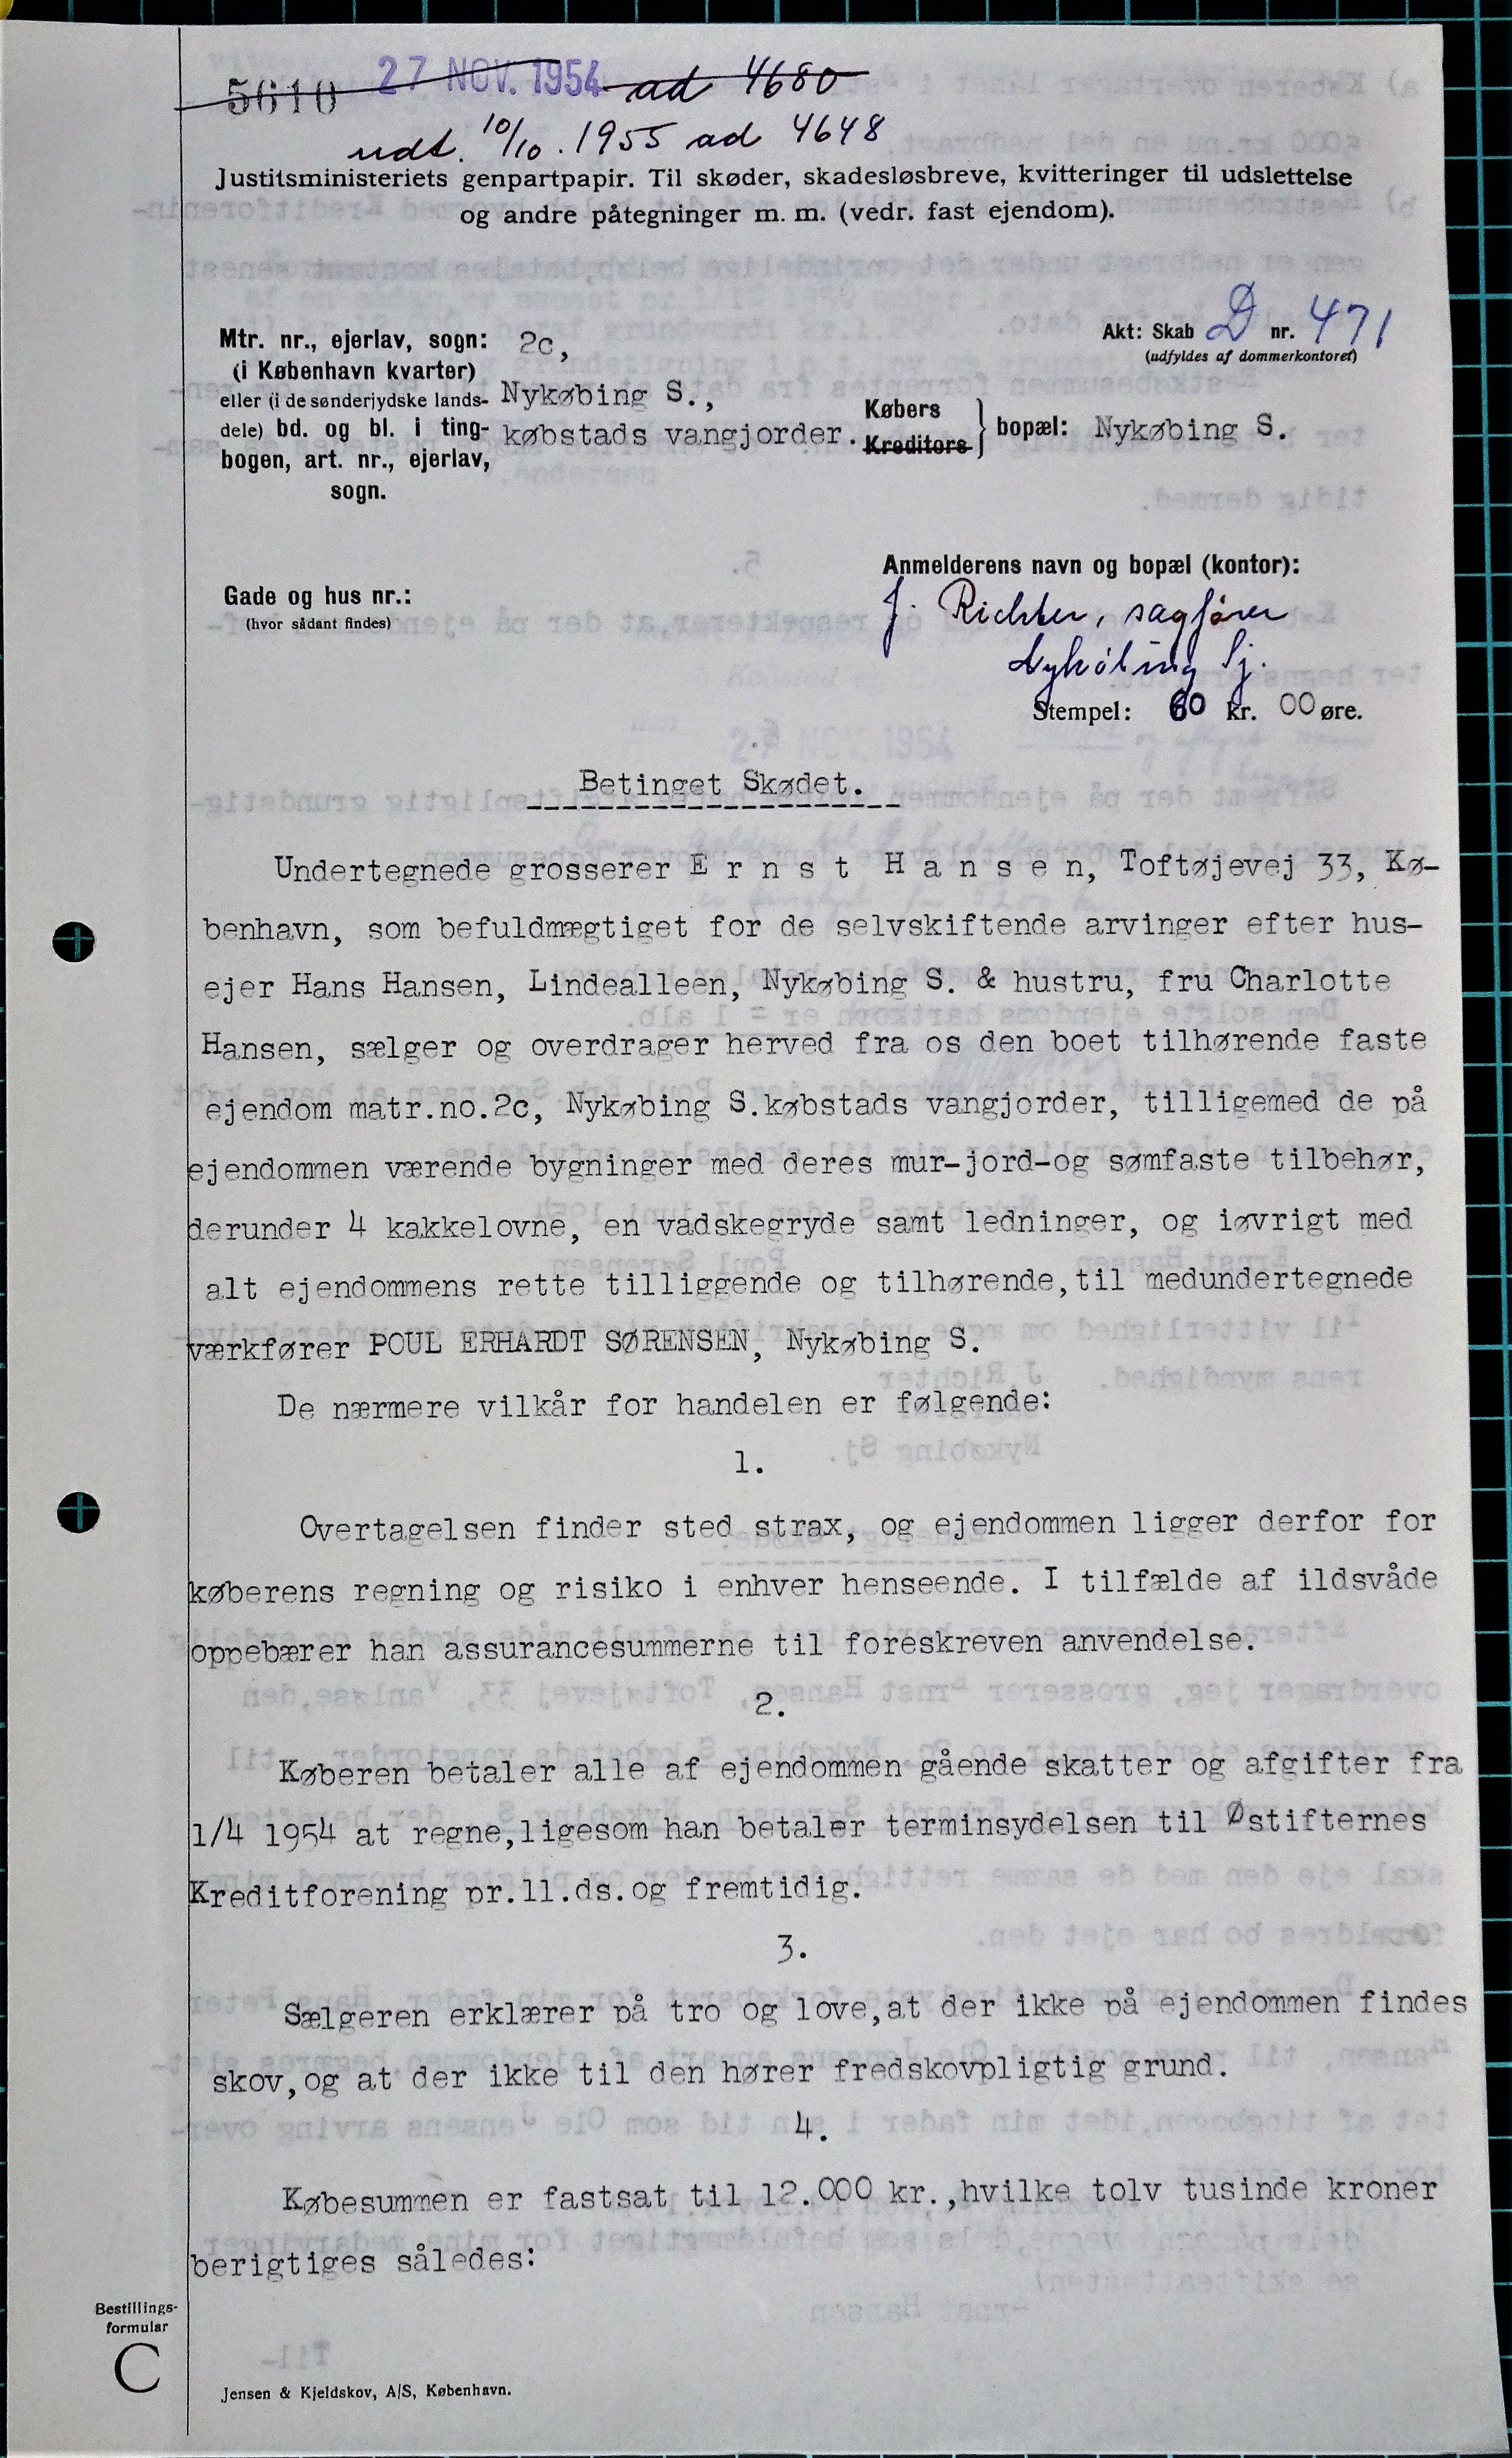 5610 27 NOV. 1954 ad 4680
udt. 10/10. 1955 ad 4648
Justitsministeriets genpartpapir. Til skøder, skadesløsbreve, kvitteringer til udslettelse
og andre påtegninger m. m. (vedr. fast ejendom).
Akt: Skab D nr. 471
(udfyldes af dommerkontoret)
Mtr. nr., ejerlav, sogn: 2c,
(i København kvarter)
eller (i de sønderjydske lands- Nykøbing S.,
dele) bd. og bl. i ting- købstads vangjorder.
bogen, art. nr., ejerlav,
sogn.
Købers
Kreditors } bopæl: Nykøbing S.
Gade og hus nr.:
(hvor sådant findes)
Anmelderens navn og bopæl (kontor):
J. Richter, sagfører
Nykøbing Sj.
Stempel: 60 kr. 00 øre.
Betinget Skødet.
Undertegnede grosserer E r n s t H a n s e n, Toftøjevej 33, Kø-
benhavn, som befuldmægtiget for de selvskiftende arvinger efter hus-
ejer Hans Hansen, Lindealleen, Nykøbing S. & hustru, fru Charlotte
Hansen, sælger og overdrager herved fra os den boet tilhørende faste
ejendom matr.no.2c, Nykøbing S.købstads vangjorder, tilligemed de på
ejendommen værende bygninger med deres mur-jord-og sømfaste tilbehør,
derunder 4 kakkelovne, en vadskegryde samt ledninger, og iøvrigt med
alt ejendommens rette tilliggende og tilhørende,til medundertegnede
værkfører POUL ERHARDT SØRENSEN, Nykøbing S.
De nærmere vilkår for handelen er følgende:
1.
Overtagelsen finder sted strax, og ejendommen ligger derfor for
køberens regning og risiko i enhver henseende. I tilfælde af ildsvåde
oppebærer han assurancesummerne til foreskreven anvendelse.
2.
Køberen betaler alle af ejendommen gående skatter og afgifter fra
1/4 1954 at regne,ligesom han betaler terminsydelsen til Østifternes
Kreditforening pr.11.ds.og fremtidig.
3.
Sælgeren erklærer på tro og love,at der ikke på ejendommen findes
skov,og at der ikke til den hører fredskovpligtig grund.
4.
Købesummen er fastsat til 12.000 kr.,hvilke tolv tusinde kroner
berigtiges således:
Bestillings-
formular
C
Jensen & Kjeldskov, A/S, København.